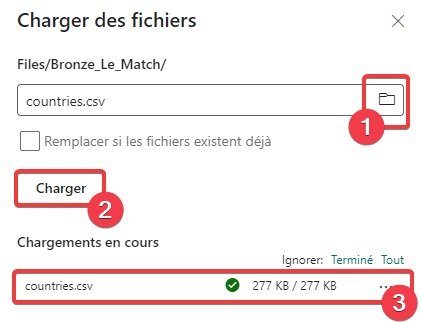 Charger des fichiers
Files/Bronze_Le_Match/
countries.csv
1
Remplacer si les fichiers existent déjà
Charger
2
Chargements en cours
Ignorer: Terminé Tout
countries.csv 277 KB / 277 KB ...
3